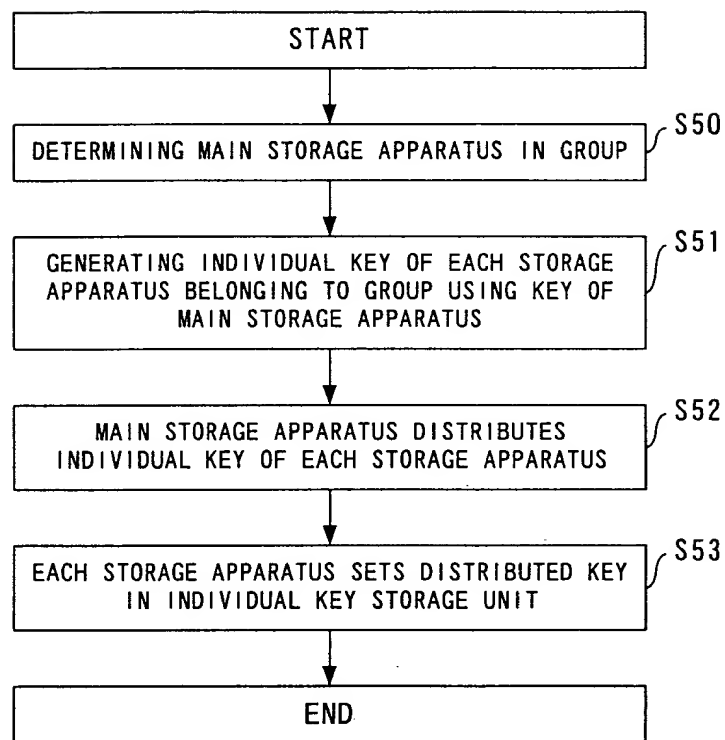 START
S50
DETERMINING MAIN STORAGE APPARATUS IN GROUP
S51
GENERATING INDIVIDUAL KEY OF EACH STORAGE
APPARATUS BELONGING TO GROUP USING KEY OF
MAIN STORAGE APPARATUS
S52
MAIN STORAGE APPARATUS DISTRIBUTES
INDIVIDUAL KEY OF EACH STORAGE APPARATUS
S53
EACH STORAGE APPARATUS SETS DISTRIBUTED KEY
IN INDIVIDUAL KEY STORAGE UNIT
END